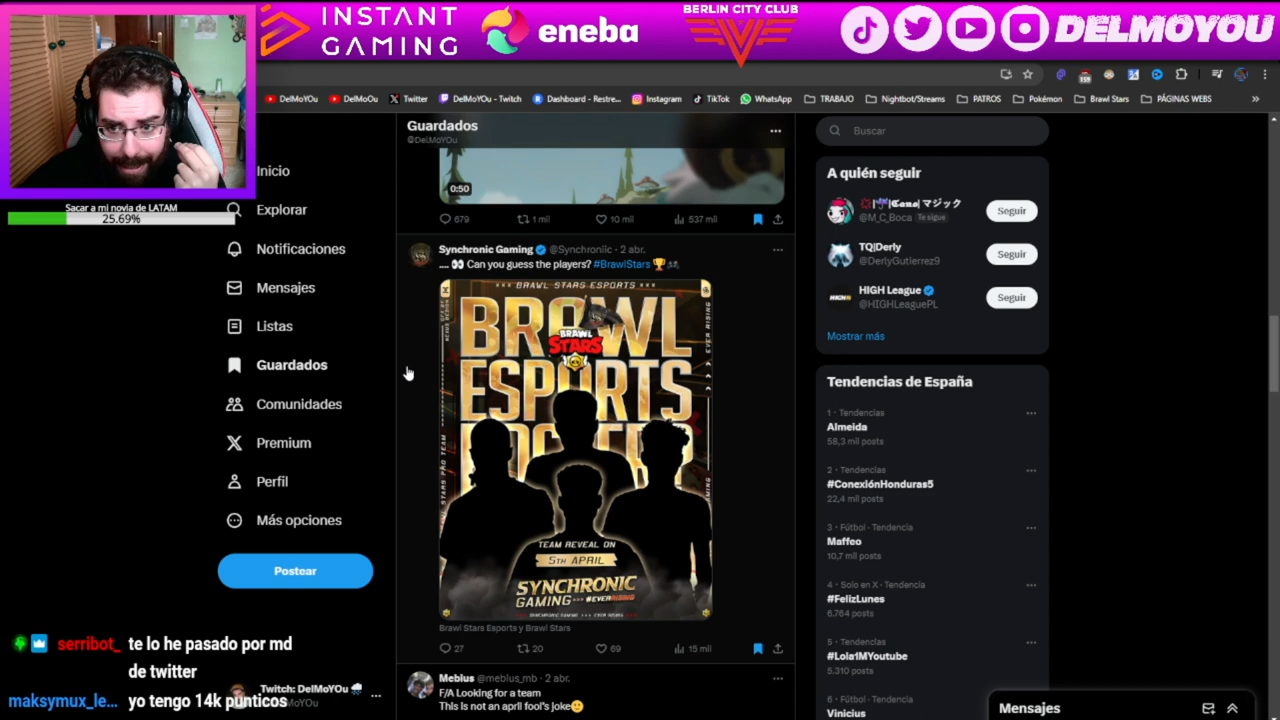 INSTANT
GAMING
eneba
BERLIN CITY CLUB
DELMOYOU
DelMoYOu
DelMoOu
Twitter
DelMoYOU - Twitch
Dashboard - Restre...
Instagram
TikTok
WhatsApp
TRABAJO
Nightbot/Streams
PATROS
Pokémon
Brawl Stars
PÁGINAS WEBS
Sacar a mi novia de LATAM
25.69%
Inicio
Explorar
Notificaciones
Mensajes
Listas
Guardados
Comunidades
Premium
Perfil
Más opciones
Postear
Guardados
@DelMoYOu
0:50
679
1 mil
10 mil
537 mil
Synchronic Gaming @Synchroniic · 2 abr.
.... 👀 Can you guess the players? #BrawlStars 🏆
BRAWL STARS ESPORTS
BRAWL
BRAWL
STARS
ESPORTS
ROSTER
EVER RISING
TEAM REVEAL ON
5TH APRIL
SYNCHRONIC
GAMING >>> #EVERRISING
Brawl Stars Esports y Brawl Stars
27
20
69
15 mil
Mebius @mebius_mb · 2 abr.
F/A Looking for a team
This is not an april fool's joke🙂
Buscar
A quién seguir
@M_C_Boca Te sigue
Seguir
TQ|Derly
@DerlyGutierrez9
Seguir
HIGH League
@HIGHLeaguePL
Seguir
Mostrar más
Tendencias de España
1 · Tendencias
Almeida
58,3 mil posts
2 · Tendencias
#ConexiónHonduras5
22,4 mil posts
3 · Fútbol · Tendencia
Maffeo
10,7 mil posts
4 · Solo en X · Tendencia
#FelizLunes
6.764 posts
5 · Tendencias
#Lola1MYoutube
5.310 posts
6 · Fútbol · Tendencia
Vinicius
Mensajes
serribot_ te lo he pasado por md
de twitter
maksymux_le... yo tengo 14k punticos
Twitch: DelMoYOu